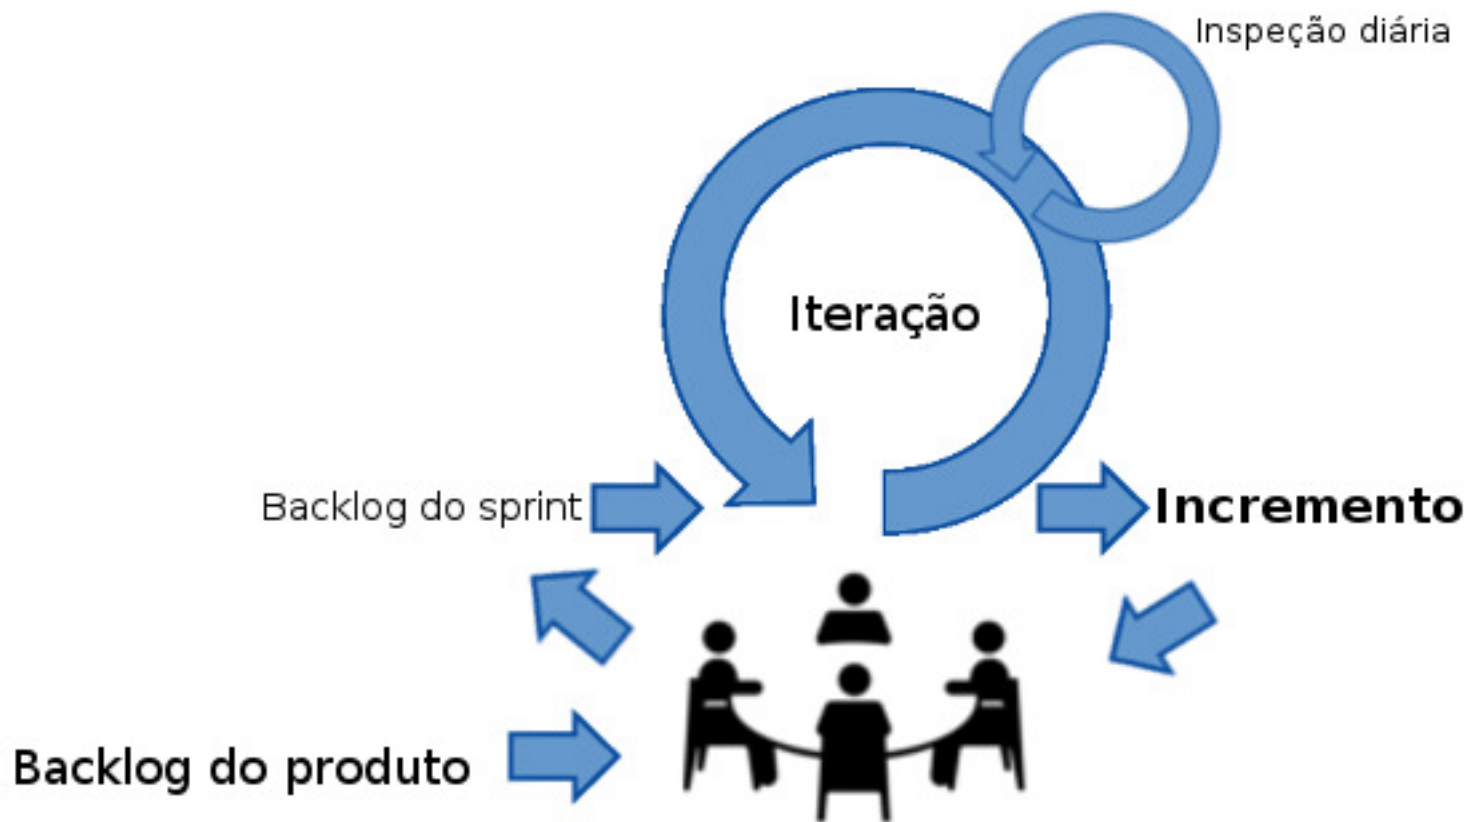 Inspeção diária
Iteração
Backlog do sprint
Incremento
Backlog do produto